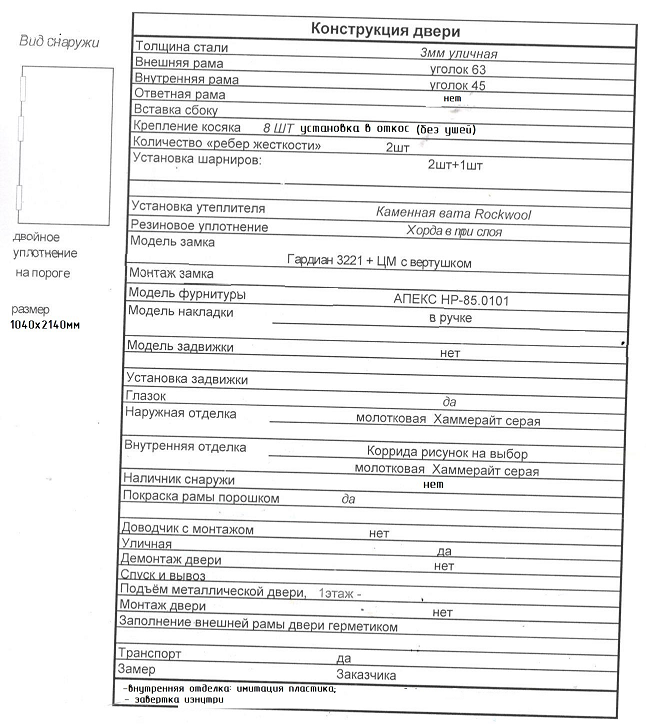 Вид снаружи
двойное
уплотнение
на пороге
размер
1040x2140мм
Конструкция двери
Толщина стали 3мм уличная
Внешняя рама уголок 63
Внутренняя рама уголок 45
Ответная рама нет
Вставка сбоку
Крепление косяка 8 ШТ установка в откос (без ушей)
Количество «ребер жесткости» 2шт
Установка шарниров: 2шт+1шт
Установка утеплителя Каменная вата Rockwool
Резиновое уплотнение Хорда в три слоя
Модель замка
Гардиан 3221 + ЦМ с вертушком
Монтаж замка
Модель фурнитуры АПЕКС HP-85.0101
Модель накладки в ручке
Модель задвижки нет
Установка задвижки
Глазок да
Наружная отделка молотковая Хаммерайт серая
Внутренняя отделка Коррида рисунок на выбор
молотковая Хаммерайт серая
Наличник снаружи нет
Покраска рамы порошком да
Доводчик с монтажом нет
Уличная да
Демонтаж двери нет
Спуск и вывоз
Подъём металлической двери, 1этаж -
Монтаж двери нет
Заполнение внешней рамы двери герметиком
Транспорт да
Замер Заказчика
-внутренняя отделка: имитация пластика;
- завертка изнутри